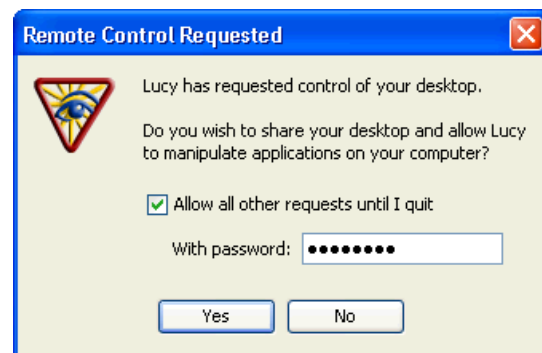 Remote Control Requested
Lucy has requested control of your desktop.
Do you wish to share your desktop and allow Lucy
to manipulate applications on your computer?
Allow all other requests until I quit
With password: ●●●●●●●●
Yes No